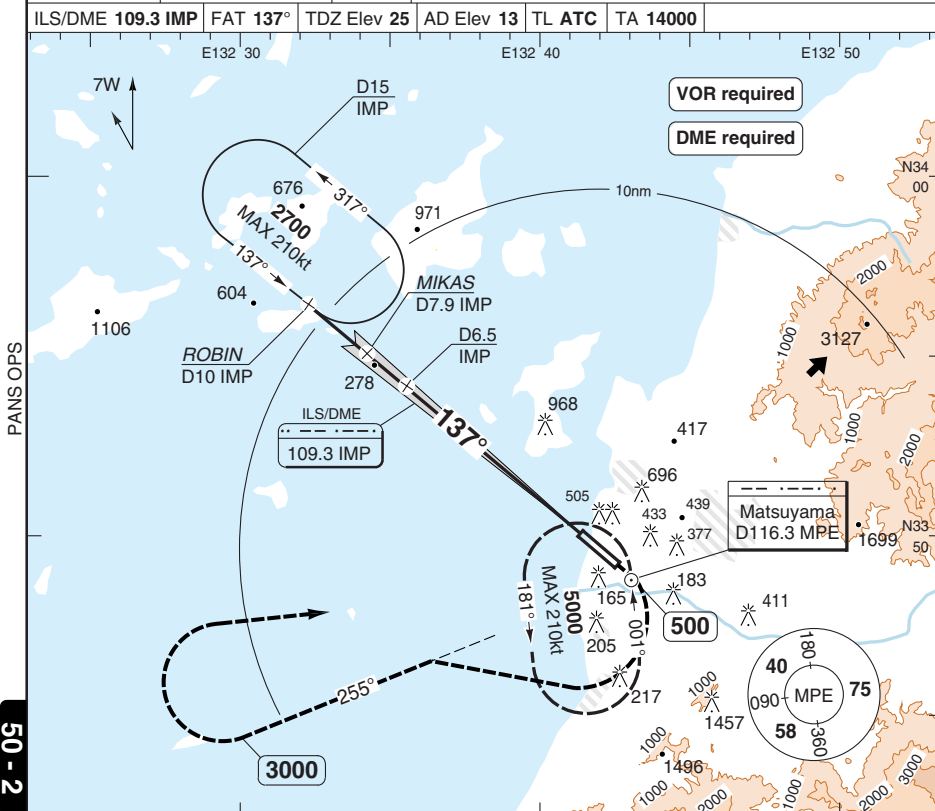 ILS/DME 109.3 IMP FAT 137° TDZ Elev 25 AD Elev 13 TL ATC TA 14000
E132 30
E132 40
E132 50
7W
D15
IMP
VOR required
DME required
N34
00
10nm
676
317°
971
2700
MAX 210kt
137°
2000
604
MIKAS
D7.9 IMP
1106
1000
3127
ROBIN
D10 IMP
D6.5
IMP
278
PANS OPS
ILS/DME
109.3 IMP
137°
968
417
1000
2000
696
505
433
439
377
Matsuyama
D116.3 MPE
1699
N33
50
181°
5000
MAX 210kt
165
183
001°
500
411
205
217
255°
3000
1000
1457
180
40
090
MPE
75
58
360
1000
1496
1000
2000
1000
2000
3000
50 - 2